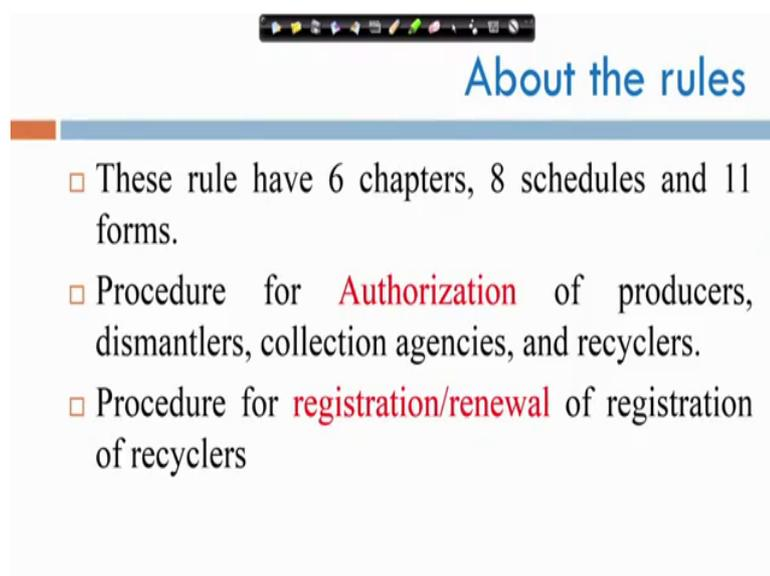 About the rules
These rule have 6 chapters, 8 schedules and 11
forms.
Procedure for Authorization of producers,
dismantlers, collection agencies, and recyclers.
Procedure for registration/renewal of registration
of recyclers